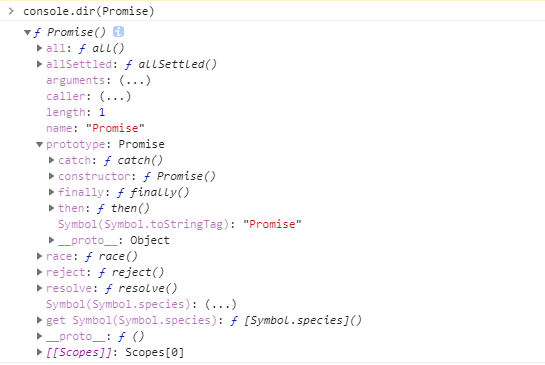 > console.dir(Promise)
▼ƒ Promise() i
▶all: ƒ all()
▶allSettled: ƒ allSettled()
arguments: (...)
caller: (...)
length: 1
name: "Promise"
▼prototype: Promise
▶catch: ƒ catch()
▶constructor: ƒ Promise()
▶finally: ƒ finally()
▶then: ƒ then()
Symbol(Symbol.toStringTag): "Promise"
▶__proto__: Object
▶race: ƒ race()
▶reject: ƒ reject()
▶resolve: ƒ resolve()
Symbol(Symbol.species): (...)
▶get Symbol(Symbol.species): ƒ [Symbol.species]()
▶__proto__: ƒ ()
▶[[Scopes]]: Scopes[0]